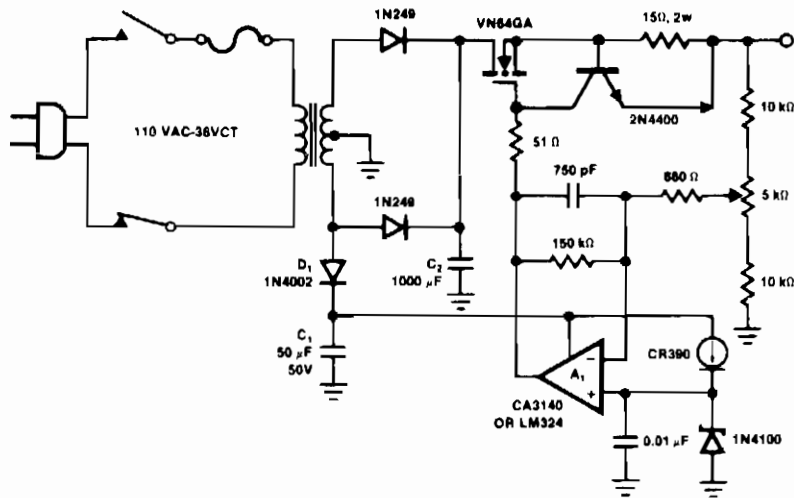 1N249
VN64GA
15Ω, 2w
10 kΩ
2N4400
110 VAC-36VCT
51 Ω
750 pF
680 Ω
5 kΩ
1N249
150 kΩ
D₁
1N4002
C₂
1000 μF
10 kΩ
C₁
50 μF
50V
−
A₁
+
CR390
CA3140
OR LM324
0.01 μF
1N4100